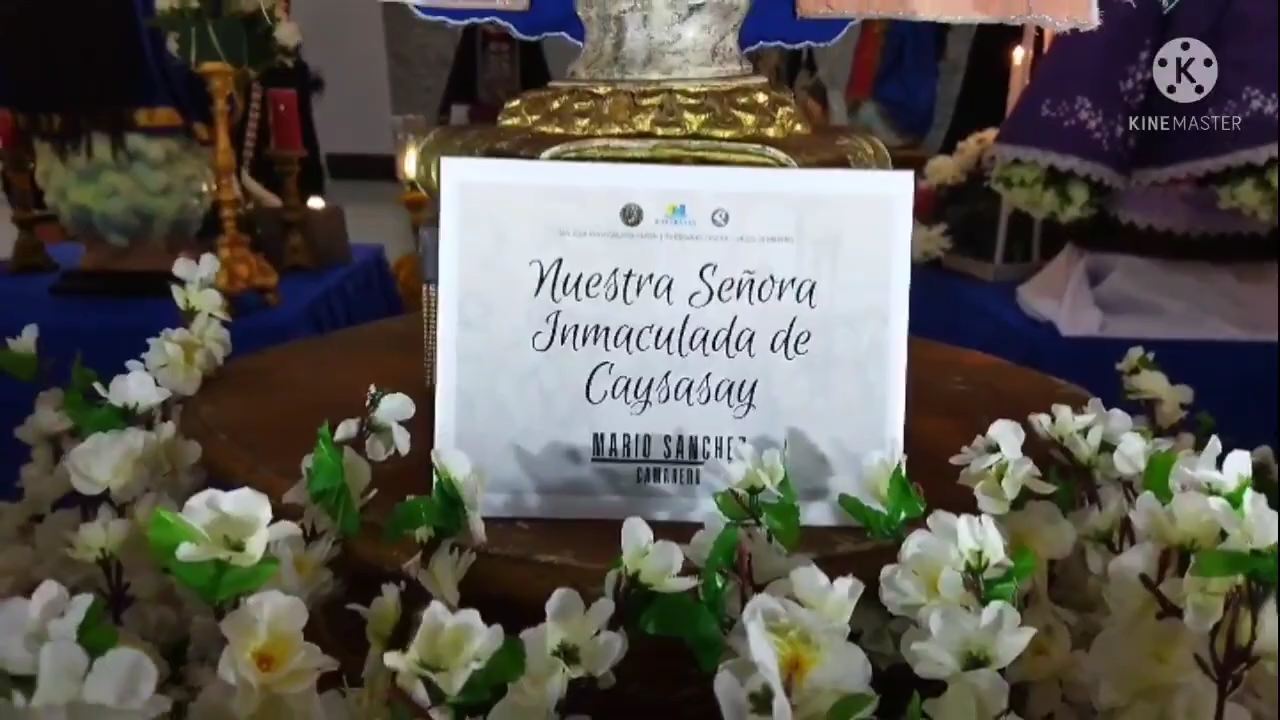 KINEMASTER
Nuestra Señora
Inmaculada de
Caysasay
MARIO SANCHEZ
CAMARERO